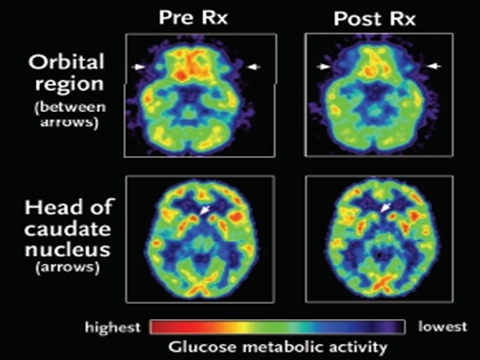 Pre Rx
Post Rx
Orbital
region
(between
arrows)
Head of
caudate
nucleus
(arrows)
highest
lowest
Glucose metabolic activity